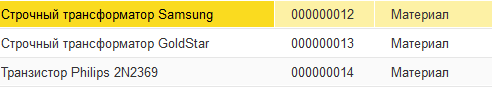 Строчный трансформатор Samsung 000000012 Материал
Строчный трансформатор GoldStar 000000013 Материал
Транзистор Philips 2N2369 000000014 Материал